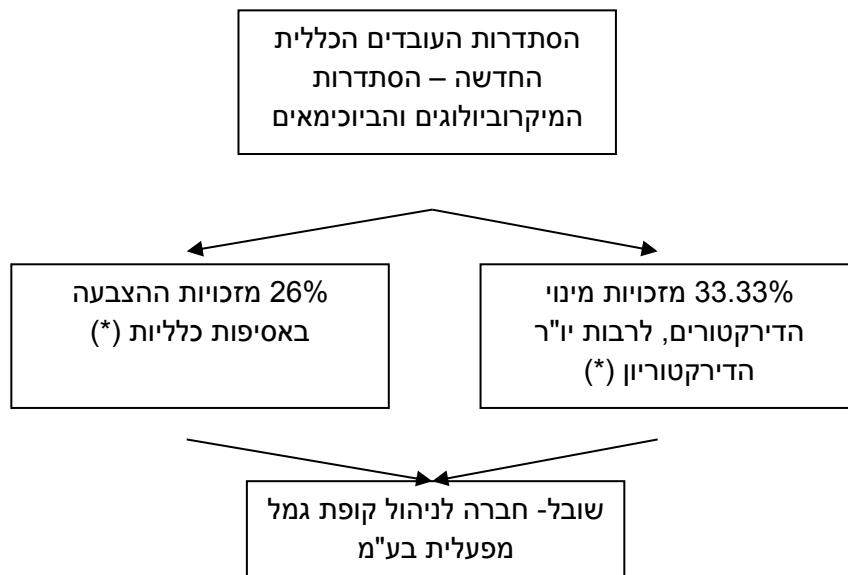 הסתדרות העובדים הכללית
החדשה – הסתדרות
המיקרוביולוגים והביוכימאים
33.33% מזכויות מינוי
הדירקטורים, לרבות יו"ר
הדירקטוריון (*)
26% מזכויות ההצבעה
באסיפות כלליות (*)
שובל- חברה לניהול קופת גמל
מפעלית בע"מ